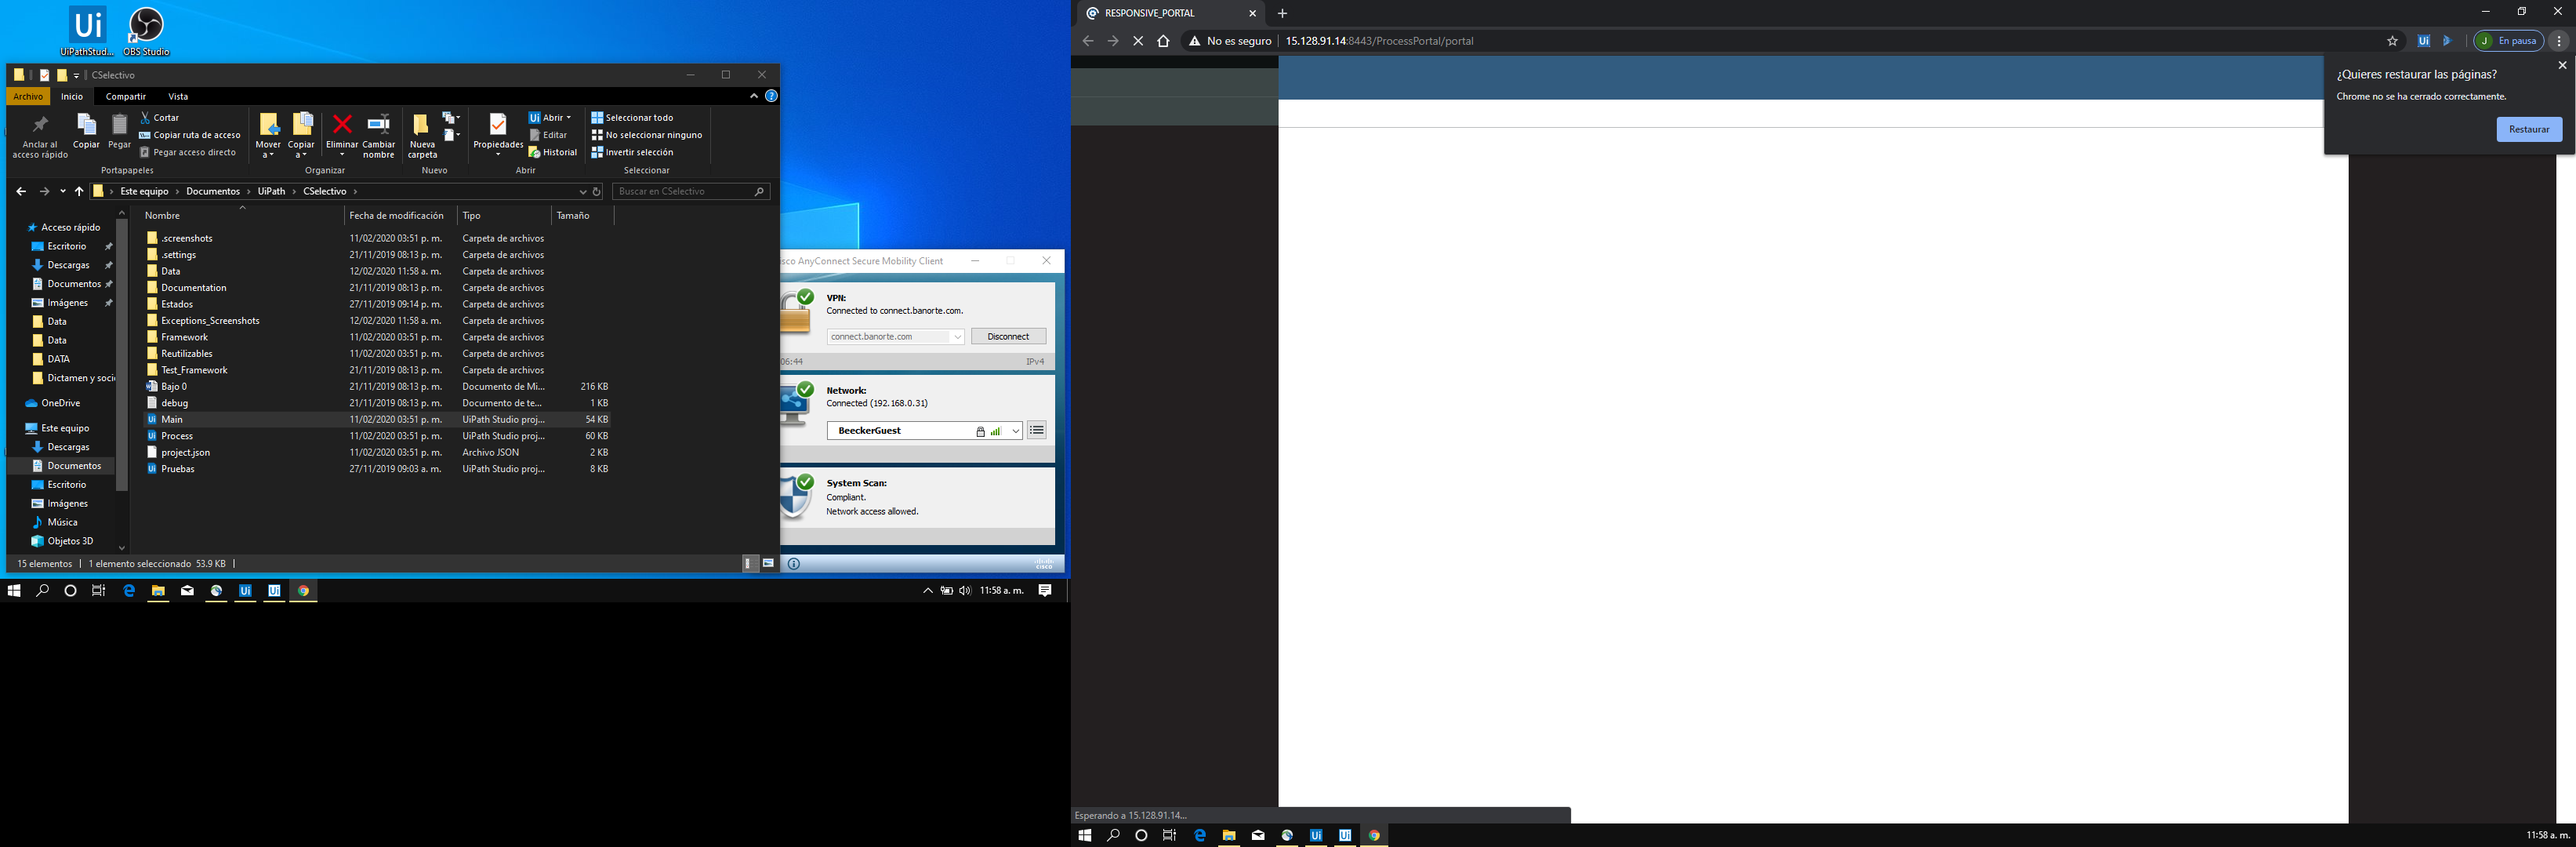 UiPathStud...
OBS Studio
CSelectivo
Archivo
Inicio
Compartir
Vista
Anclar al
acceso rápido
Copiar
Pegar
Cortar
Copiar ruta de acceso
Pegar acceso directo
Portapapeles
Mover
a
Copiar
a
Eliminar
Cambiar
nombre
Organizar
Nueva
carpeta
Nuevo
Propiedades
Abrir
Editar
Historial
Abrir
Seleccionar todo
No seleccionar ninguno
Invertir selección
Seleccionar
Este equipo > Documentos > UiPath > CSelectivo >
Buscar en CSelectivo
Acceso rápido
Escritorio
Descargas
Documentos
Imágenes
Data
Data
DATA
Dictamen y soci
OneDrive
Este equipo
Descargas
Documentos
Escritorio
Imágenes
Música
Objetos 3D
Nombre Fecha de modificación Tipo Tamaño
.screenshots 11/02/2020 03:51 p. m. Carpeta de archivos
.settings 21/11/2019 08:13 p. m. Carpeta de archivos
Data 12/02/2020 11:58 a. m. Carpeta de archivos
Documentation 21/11/2019 08:13 p. m. Carpeta de archivos
Estados 27/11/2019 09:14 p. m. Carpeta de archivos
Exceptions_Screenshots 12/02/2020 11:58 a. m. Carpeta de archivos
Framework 11/02/2020 03:51 p. m. Carpeta de archivos
Reutilizables 11/02/2020 03:51 p. m. Carpeta de archivos
Test_Framework 21/11/2019 08:13 p. m. Carpeta de archivos
Bajo 0 21/11/2019 08:13 p. m. Documento de Mi... 216 KB
debug 21/11/2019 08:13 p. m. Documento de te... 1 KB
Main 11/02/2020 03:51 p. m. UiPath Studio proj... 54 KB
Process 11/02/2020 03:51 p. m. UiPath Studio proj... 60 KB
project.json 11/02/2020 03:51 p. m. Archivo JSON 2 KB
Pruebas 27/11/2019 09:03 a. m. UiPath Studio proj... 8 KB
15 elementos
1 elemento seleccionado 53.9 KB
isco AnyConnect Secure Mobility Client
VPN:
Connected to connect.banorte.com.
connect.banorte.com
Disconnect
06:44
IPv4
Network:
Connected (192.168.0.31)
BeeckerGuest
System Scan:
Compliant.
Network access allowed.
cisco
11:58 a. m.
RESPONSIVE_PORTAL
No es seguro
15.128.91.14:8443/ProcessPortal/portal
J
En pausa
¿Quieres restaurar las páginas?
Chrome no se ha cerrado correctamente.
Restaurar
Esperando a 15.128.91.14...
11:58 a. m.